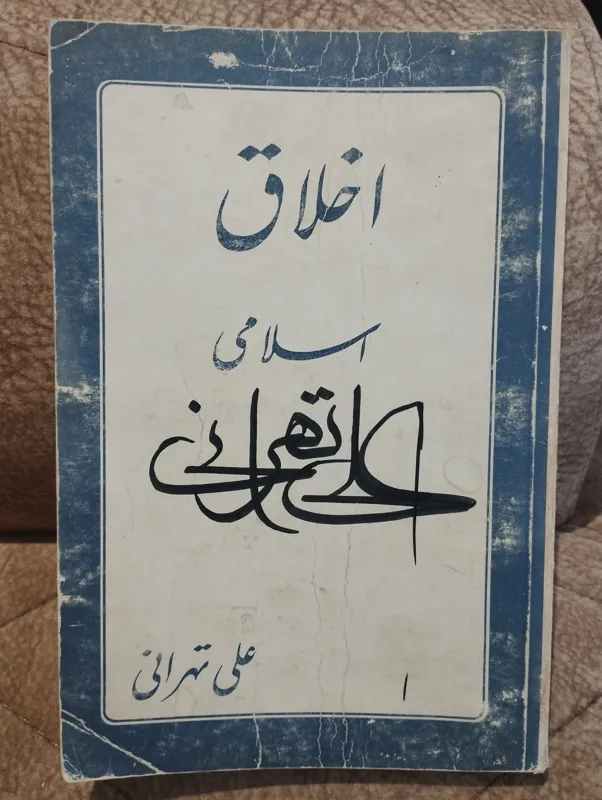 اخلاق
اسلامی
علی تهرانی
علی تهرانی
۱